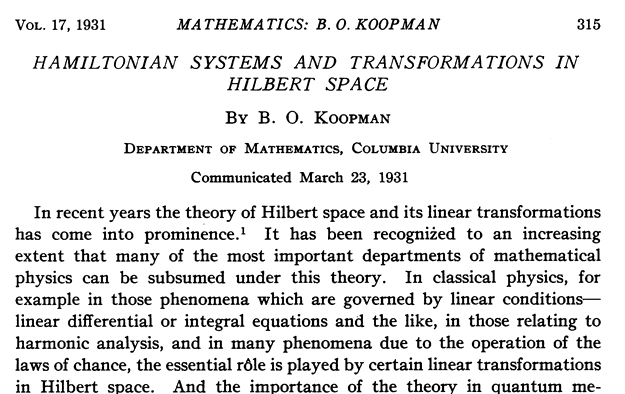 VOL. 17, 1931 MATHEMATICS: B. O. KOOPMAN 315
HAMILTONIAN SYSTEMS AND TRANSFORMATIONS IN
HILBERT SPACE
BY B. O. KOOPMAN
DEPARTMENT OF MATHEMATICS, COLUMBIA UNIVERSITY
Communicated March 23, 1931
In recent years the theory of Hilbert space and its linear transformations
has come into prominence.¹ It has been recognized to an increasing
extent that many of the most important departments of mathematical
physics can be subsumed under this theory. In classical physics, for
example in those phenomena which are governed by linear conditions—
linear differential or integral equations and the like, in those relating to
harmonic analysis, and in many phenomena due to the operation of the
laws of chance, the essential rôle is played by certain linear transformations
in Hilbert space. And the importance of the theory in quantum me-